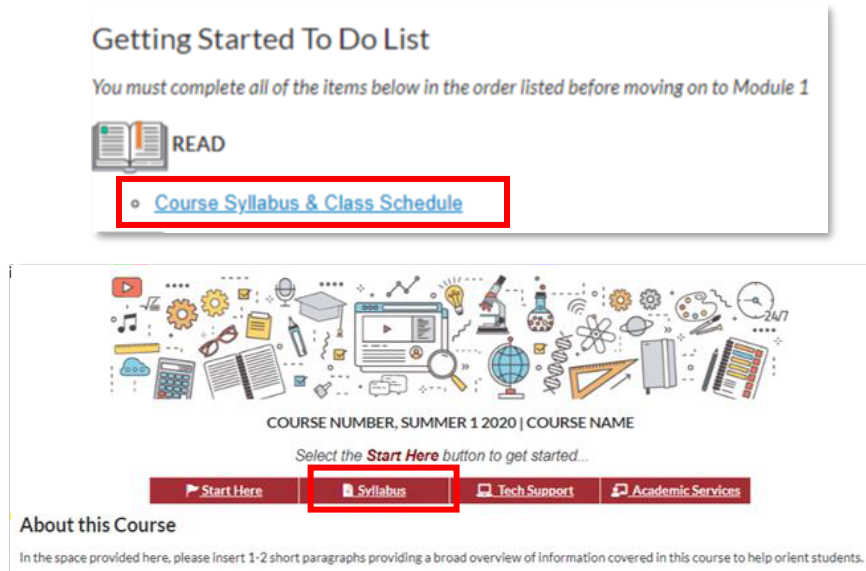 Getting Started To Do List
You must complete all of the items below in the order listed before moving on to Module 1
READ
Course Syllabus & Class Schedule
i
24/7
COURSE NUMBER, SUMMER 1 2020 | COURSE NAME
Select the Start Here button to get started...
Start Here Syllabus Tech Support Academic Services
About this Course
In the space provided here, please insert 1-2 short paragraphs providing a broad overview of information covered in this course to help orient students.